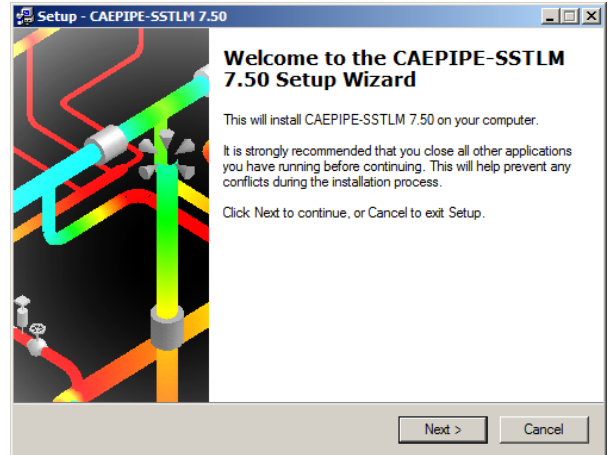 Setup - CAEPIPE-SSTLM 7.50
Welcome to the CAEPIPE-SSTLM
7.50 Setup Wizard
This will install CAEPIPE-SSTLM 7.50 on your computer.
It is strongly recommended that you close all other applications
you have running before continuing. This will help prevent any
conflicts during the installation process.
Click Next to continue, or Cancel to exit Setup.
Next >
Cancel